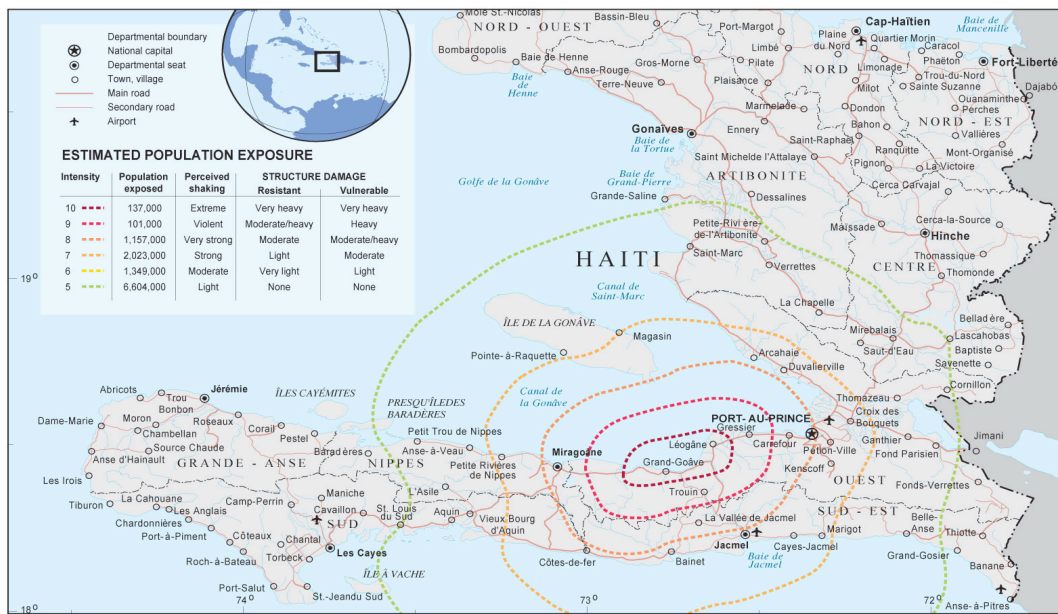 Departmental boundary
National capital
Departmental seat
Town, village
Main road
Secondary road
Airport
ESTIMATED POPULATION EXPOSURE
Intensity Population exposed Perceived shaking STRUCTURE DAMAGE Resistant Vulnerable
10 137,000 Extreme Very heavy Very heavy
9 101,000 Violent Moderate/heavy Heavy
8 1,157,000 Very strong Moderate Moderate/heavy
7 2,023,000 Strong Light Moderate
6 1,349,000 Moderate Very light Light
5 6,604,000 Light None None
Môle St.-Nicolas
NORD - OUEST
Bassin-Bleu
Bombardopolis
Baie de Henne
Baie de Henne
Anse-Rouge
Gros-Morne
Terre-Neuve
Port-Margot
Limbé
Pilate
Plaisance
Plaine du Nord
Cap-Haïtien
Quartier Morin
Baie de Mancenille
Caracol
Limonade
Phaëton
Fort-Liberté
NORD
Trou-du-Nord
Sainte Suzanne
Milot
Dajabó
Ouanaminthe
Perches
Marmelade
Dondon
NORD - EST
Gonaïves
Baie de la Tortue
Ennery
Bahon
Vallières
Saint-Raphaël
Ranquitte
Mont-Organisé
Saint Michelde l'Attalaye
Pignon
La Victoire
ARTIBONITE
Golfe de la Gonâve
Baie de Grand-Pierre
Cerca Carvajal
Grande-Saline
Dessalines
Petite-Rivi ère-de-l'Artibonite
Maïssade
Cerca-la-Source
Hinche
HAITI
Saint-Marc
Thomassique
Verrettes
CENTRE
Thomonde
19°
Canal de Saint-Marc
La Chapelle
Bellad ère
ÎLE DE LA GONÂVE
Magasin
Mirebalais
Lascahobas
Saut-d'Eau
Baptiste
Pointe-à-Raquette
Arcahaie
Savenette
Duvalierville
Cornillon
Canal de la Gonâve
Abricots
Jérémie
ÎLES CAYÉMITES
PRESQU'ÎLEDES BARADÈRES
Thomazeau
Trou Bonbon
Dame-Marie
Moron
Roseaux
Corail
Petit Trou de Nippes
PORT- AU-PRINCE
Croix des Bouquets
Chambellan
Pestel
Gressier
Source Chaude
Léogâne
Carrefour
Ganthier
Jimani
Anse d'Hainault
Barad ères
Anse-à-Veau
Pétion-Ville
Fond Parisien
GRANDE - ANSE
NIPPES
Petite Rivières de Nippes
Miragoane
Grand-Goâve
Kenscoff
Les Irois
OUEST
Fonds-Verrettes
Tiburon
La Cahouane
Maniche
L'Asile
Trouin
Les Anglais
Camp-Perrin
Cavaillon
St. Louis du Sud
Aquin
Vieux Bourg d'Aquin
La Vallée de Jacmel
SUD - EST
Chardonnières
SUD
Belle-Anse
Port-à-Piment
Côteaux
Chantal
Jacmel
Cayes-Jacmel
Marigot
Thiotte
Roch-à-Bateau
Torbeck
Les Cayes
Côtes-de-fer
Bainet
Baie de Jacmel
Grand-Gosier
Banane
ÎLE À VACHE
Port-Salut
St.-Jeandu Sud
Anse-à-Pitres
18°
74°
73°
72°